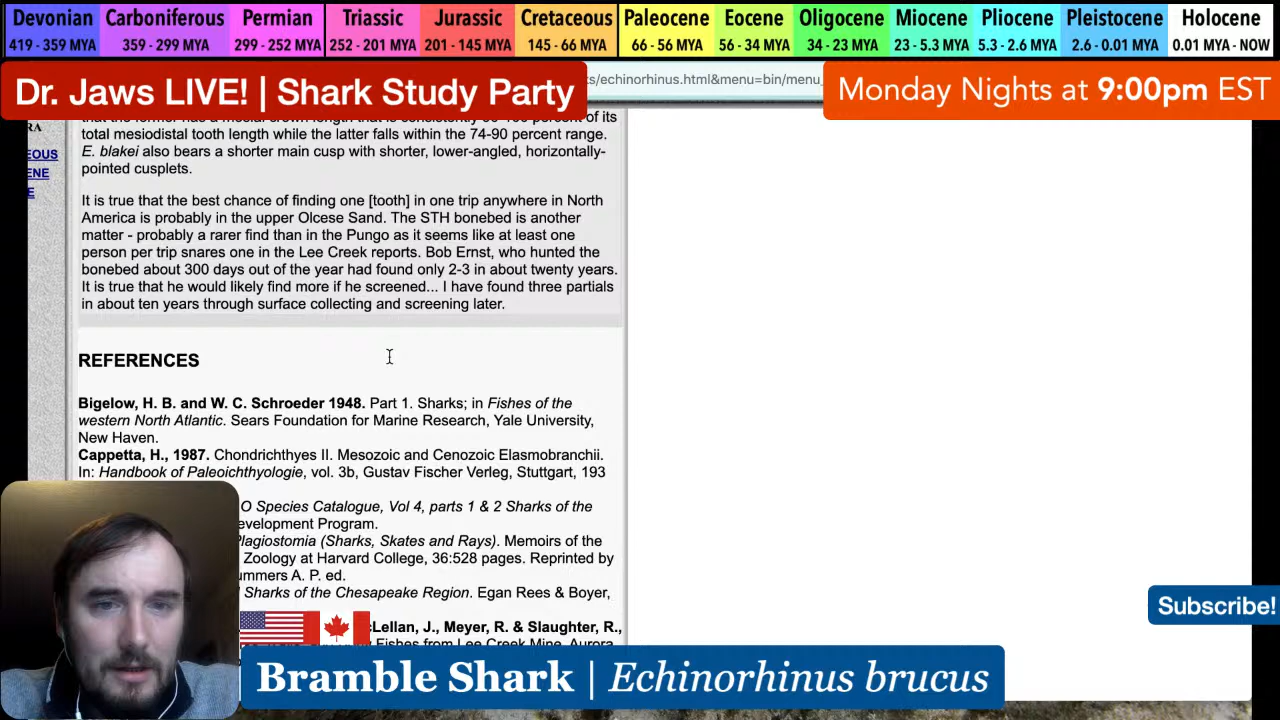 Devonian Carboniferous Permian Triassic Jurassic Cretaceous Paleocene Eocene Oligocene Miocene Pliocene Pleistocene Holocene
419 - 359 MYA 359 - 299 MYA 299 - 252 MYA 252 - 201 MYA 201 - 145 MYA 145 - 66 MYA 66 - 56 MYA 56 - 34 MYA 34 - 23 MYA 23 - 5.3 MYA 5.3 - 2.6 MYA 2.6 - 0.01 MYA 0.01 MYA - NOW
Dr. Jaws LIVE! | Shark Study Party
s/echinorhinus.html&menu=bin/menu_
Monday Nights at 9:00pm EST
RA
EOUS
ENE
E
total mesiodistal tooth length while the latter falls within the 74-90 percent range.
E. blakei also bears a shorter main cusp with shorter, lower-angled, horizontally-
pointed cusplets.
It is true that the best chance of finding one [tooth] in one trip anywhere in North
America is probably in the upper Olcese Sand. The STH bonebed is another
matter - probably a rarer find than in the Pungo as it seems like at least one
person per trip snares one in the Lee Creek reports. Bob Ernst, who hunted the
bonebed about 300 days out of the year had found only 2-3 in about twenty years.
It is true that he would likely find more if he screened... I have found three partials
in about ten years through surface collecting and screening later.
REFERENCES
Bigelow, H. B. and W. C. Schroeder 1948. Part 1. Sharks; in Fishes of the
western North Atlantic. Sears Foundation for Marine Research, Yale University,
New Haven.
Cappetta, H., 1987. Chondrichthyes II. Mesozoic and Cenozoic Elasmobranchii.
In: Handbook of Paleoichthyologie, vol. 3b, Gustav Fischer Verleg, Stuttgart, 193
O Species Catalogue, Vol 4, parts 1 & 2 Sharks of the
evelopment Program.
lagiostomia (Sharks, Skates and Rays). Memoirs of the
Zoology at Harvard College, 36:528 pages. Reprinted by
ummers A. P. ed.
Sharks of the Chesapeake Region. Egan Rees & Boyer,
cLellan, J., Meyer, R. & Slaughter, R.,
Fishes from Lee Creek Mine, Aurora
Subscribe!
Bramble Shark | Echinorhinus brucus